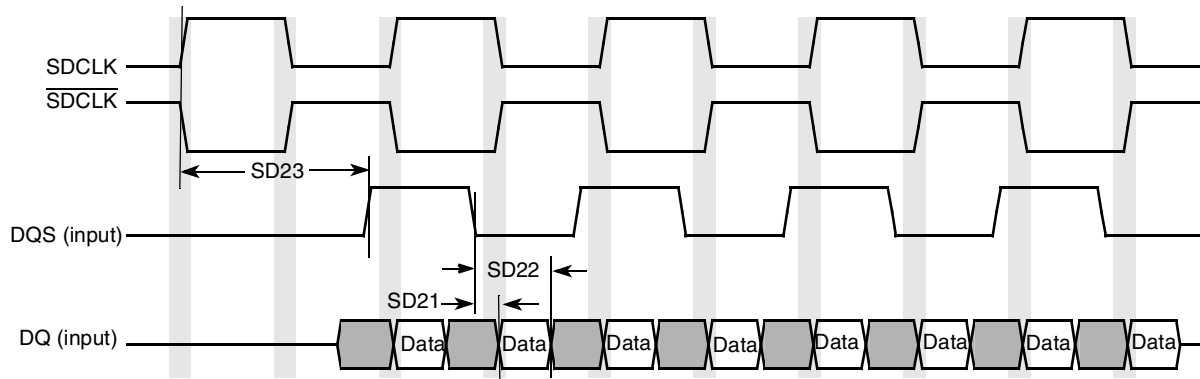 SDCLK
SDCLK
SD23
DQS (input)
SD22
SD21
DQ (input)
Data Data Data Data Data Data Data Data